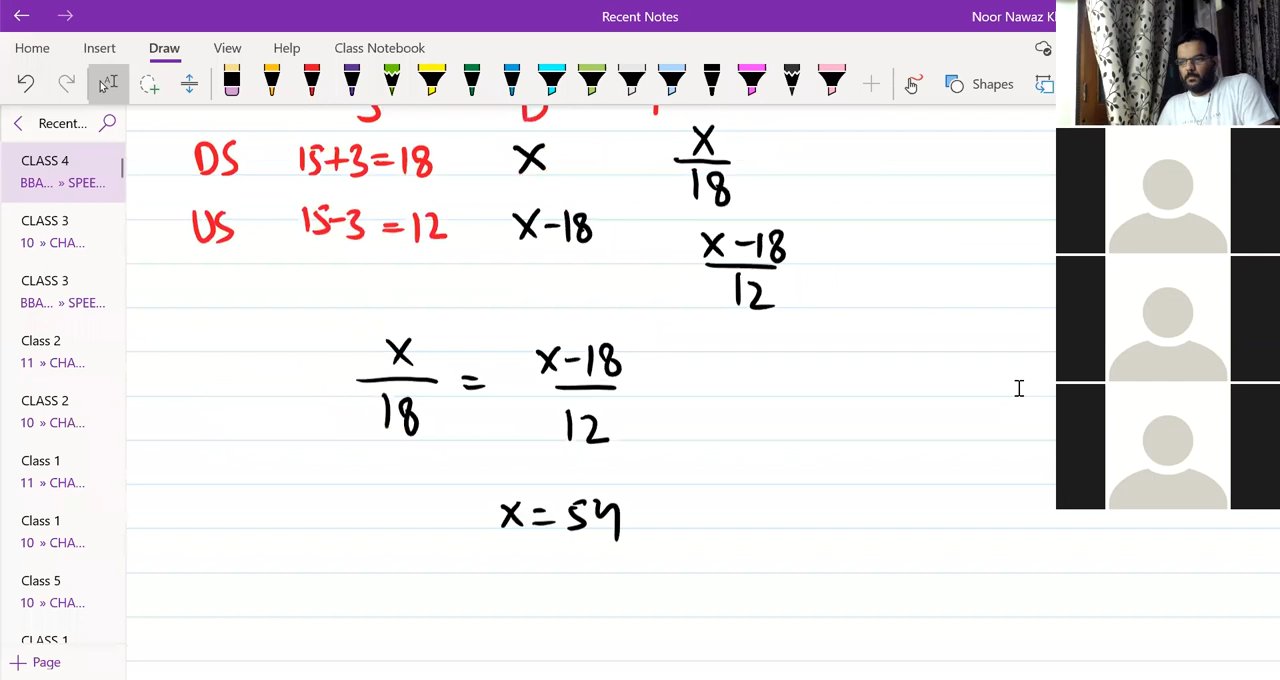 Recent Notes
Noor Nawaz K
Home Insert Draw View Help Class Notebook
Shapes
Recent...
CLASS 4
BBA... » SPEE...
CLASS 3
10 » CHA...
CLASS 3
BBA... » SPEE...
Class 2
11 » CHA...
CLASS 2
10 » CHA...
Class 1
11 » CHA...
Class 1
10 » CHA...
Class 5
10 » CHA...
CLASS 1
Page
S D
DS 15+3=18 x x/18
US 15-3=12 x-18 x-18/12
x/18 = x-18/12
x=54